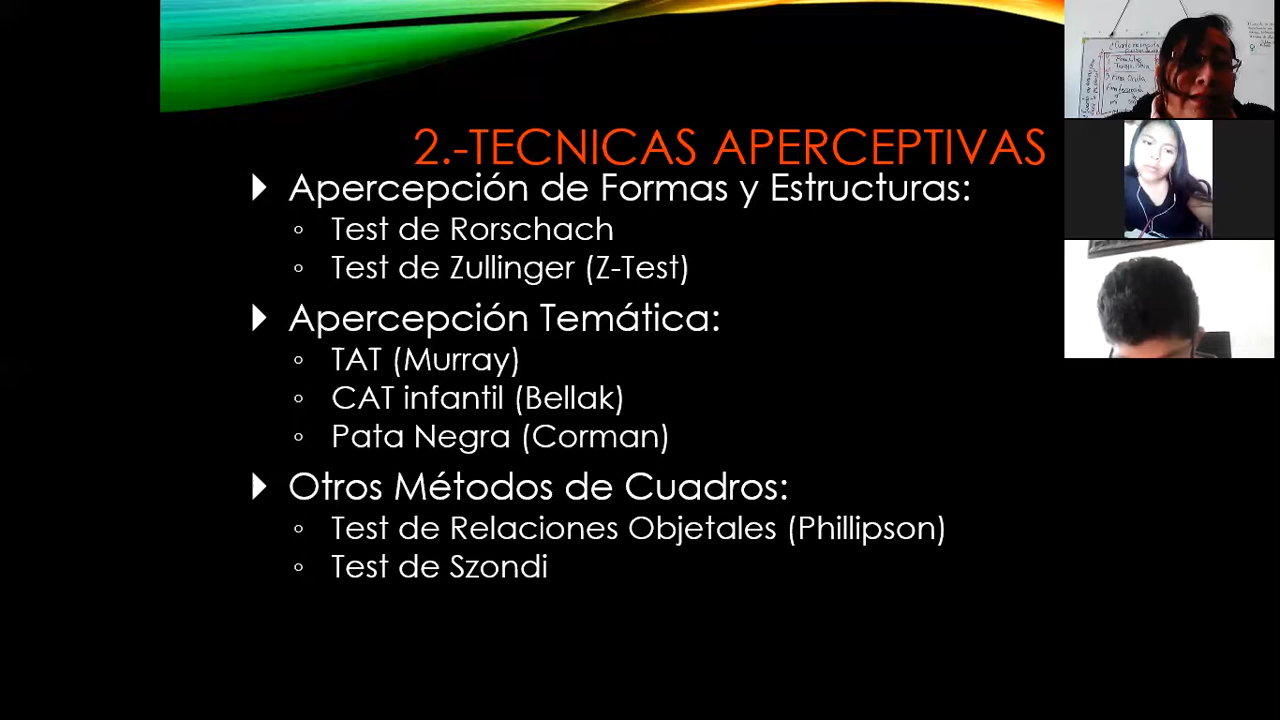 2.-TECNICAS APERCEPTIVAS
Apercepción de Formas y Estructuras:
Test de Rorschach
Test de Zullinger (Z-Test)
Apercepción Temática:
TAT (Murray)
CAT infantil (Bellak)
Pata Negra (Corman)
Otros Métodos de Cuadros:
Test de Relaciones Objetales (Phillipson)
Test de Szondi